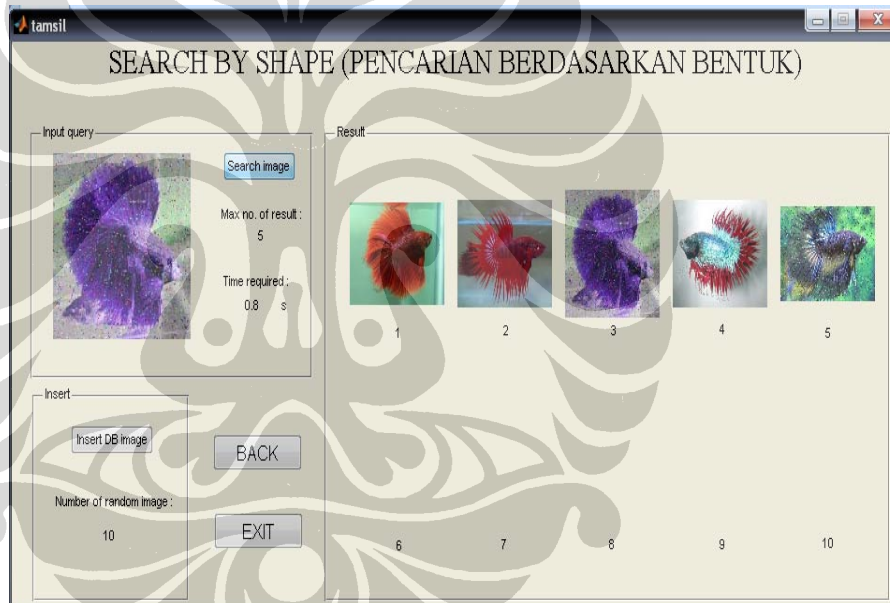 tamsil
SEARCH BY SHAPE (PENCARIAN BERDASARKAN BENTUK)
Input query
Search image
Max no. of result :
5
Time required :
0.8 s
Result
1 2 3 4 5
6 7 8 9 10
Insert
Insert DB image
Number of random image :
10
BACK
EXIT